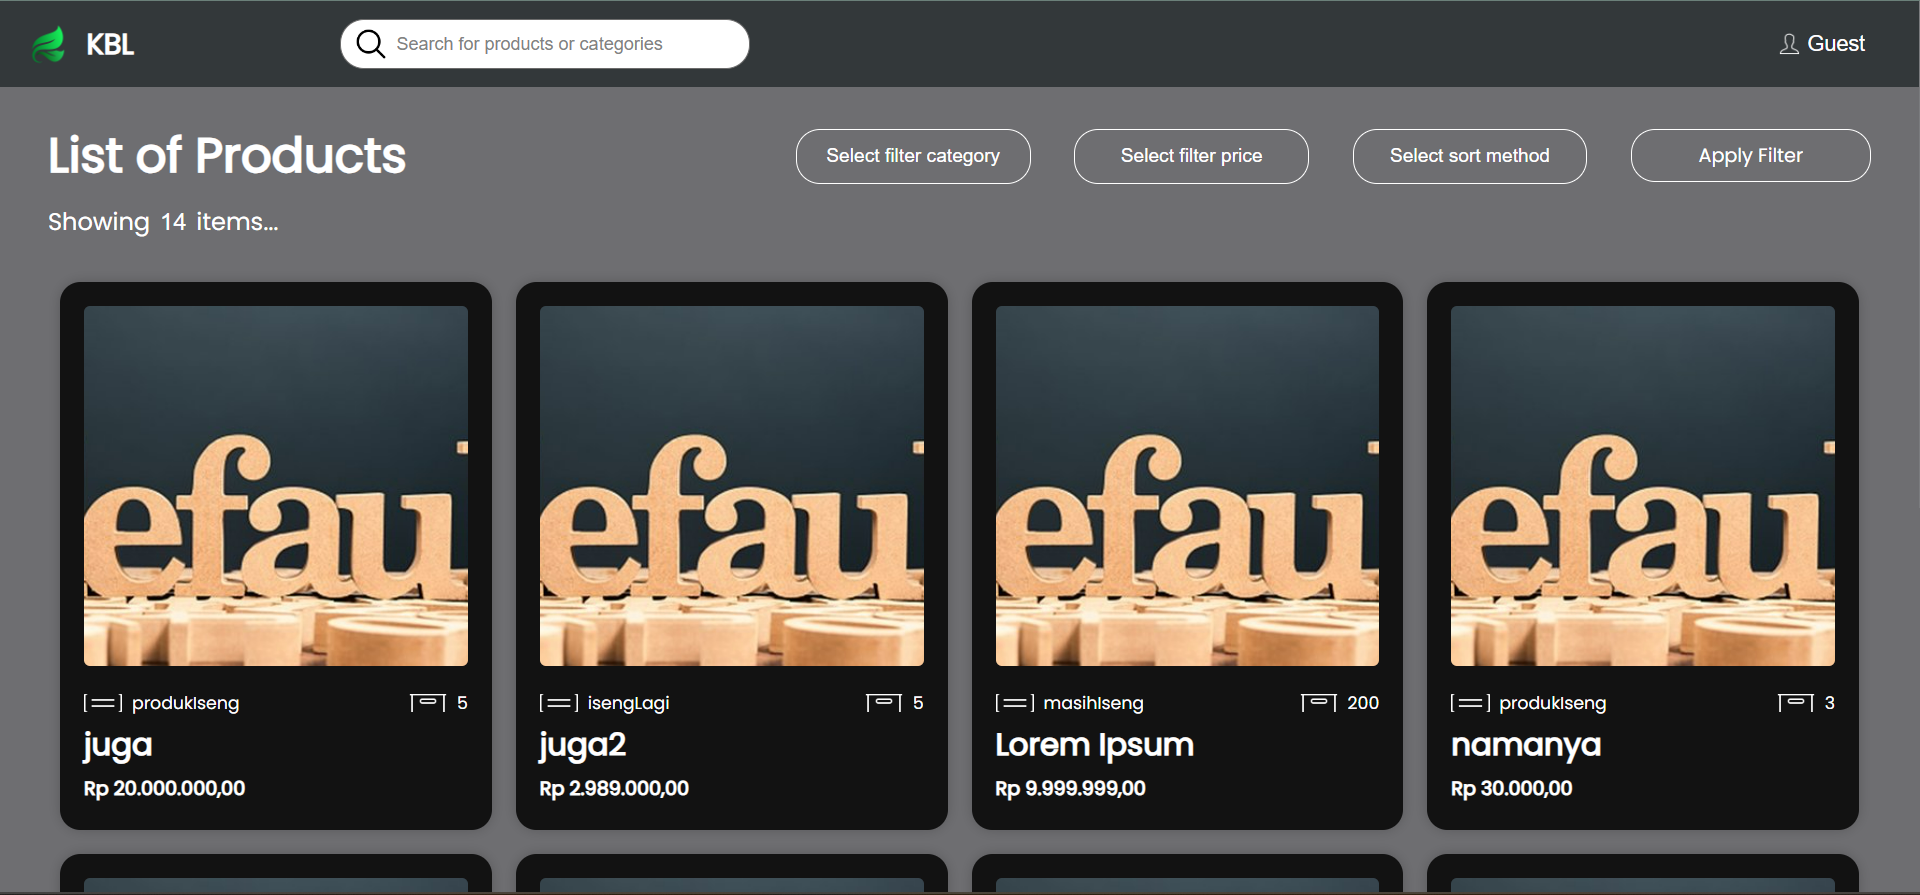 KBL
Search for products or categories
Guest
List of Products
Select filter category
Select filter price
Select sort method
Apply Filter
Showing 14 items...
efau
efau
efau
efau
produkIseng
5
isengLagi
5
masihIseng
200
produkIseng
3
juga
juga2
Lorem Ipsum
namanya
Rp 20.000.000,00
Rp 2.989.000,00
Rp 9.999.999,00
Rp 30.000,00